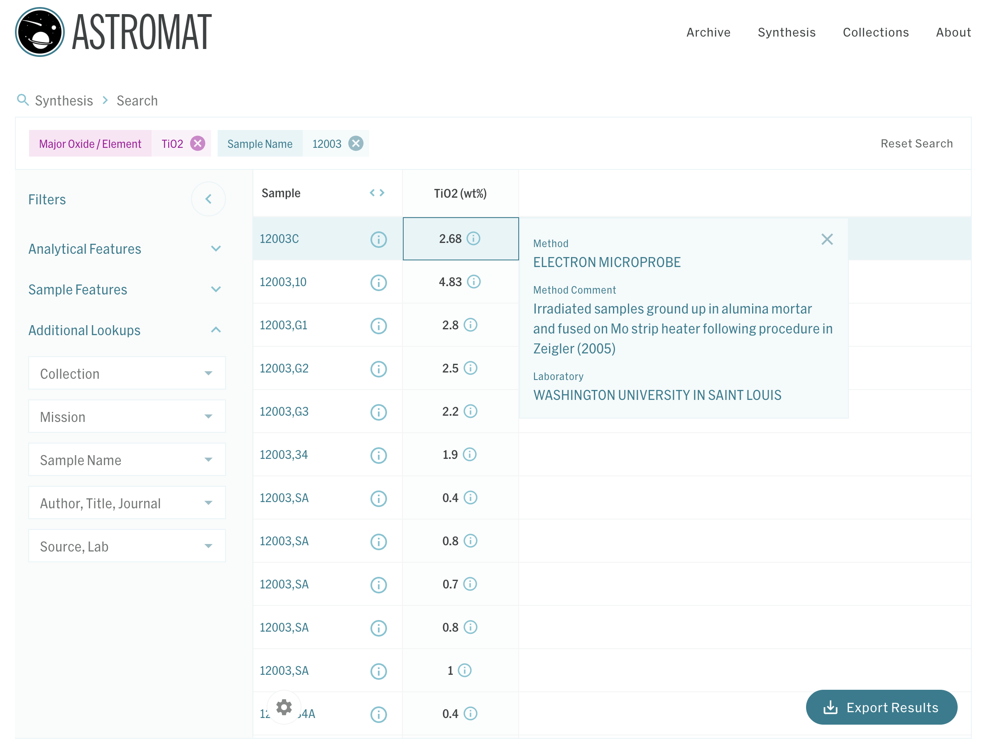 ASTROMAT
Archive Synthesis Collections About
Synthesis > Search
Major Oxide / Element TiO2 Sample Name 12003 Reset Search
Filters
Analytical Features
Sample Features
Additional Lookups
Collection
Mission
Sample Name
Author, Title, Journal
Source, Lab
Sample TiO2 (wt%)
12003C 2.68
12003,10 4.83
12003,G1 2.8
12003,G2 2.5
12003,G3 2.2
12003,34 1.9
12003,SA 0.4
12003,SA 0.8
12003,SA 0.7
12003,SA 0.8
12003,SA 1
0.4
Method
ELECTRON MICROPROBE
Method Comment
Irradiated samples ground up in alumina mortar
and fused on Mo strip heater following procedure in
Zeigler (2005)
Laboratory
WASHINGTON UNIVERSITY IN SAINT LOUIS
Export Results